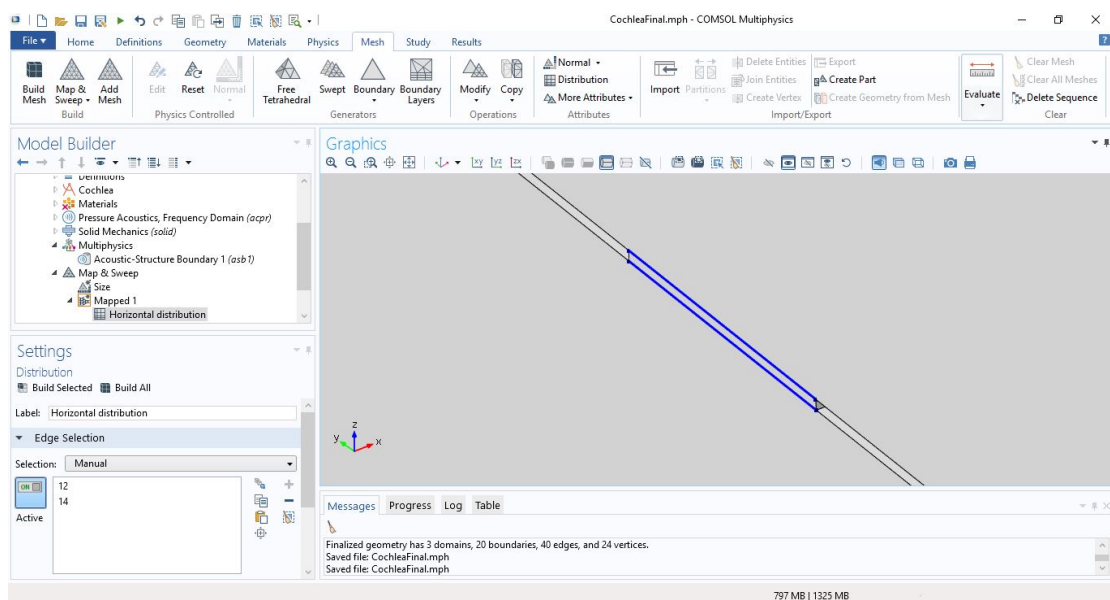 CochleaFinal.mph - COMSOL Multiphysics
File Home Definitions Geometry Materials Physics Mesh Study Results
Build Mesh
Map & Sweep
Add Mesh
Build
Edit
Reset
Normal
Physics Controlled
Free Tetrahedral
Swept
Boundary
Boundary Layers
Generators
Modify
Copy
Operations
Normal
Distribution
More Attributes
Attributes
Import
Partitions
Delete Entities
Join Entities
Create Vertex
Export
Create Part
Create Geometry from Mesh
Import/Export
Evaluate
Clear Mesh
Clear All Meshes
Delete Sequence
Clear
Model Builder
Definitions
Cochlea
Materials
Pressure Acoustics, Frequency Domain (acpr)
Solid Mechanics (solid)
Multiphysics
Acoustic-Structure Boundary 1 (asb1)
Map & Sweep
Size
Mapped 1
Horizontal distribution
Settings
Distribution
Build Selected Build All
Label: Horizontal distribution
Edge Selection
Selection: Manual
ON
Active
12
14
Graphics
xy yz zx
z
y x
Messages Progress Log Table
Finalized geometry has 3 domains, 20 boundaries, 40 edges, and 24 vertices.
Saved file: CochleaFinal.mph
Saved file: CochleaFinal.mph
797 MB | 1325 MB